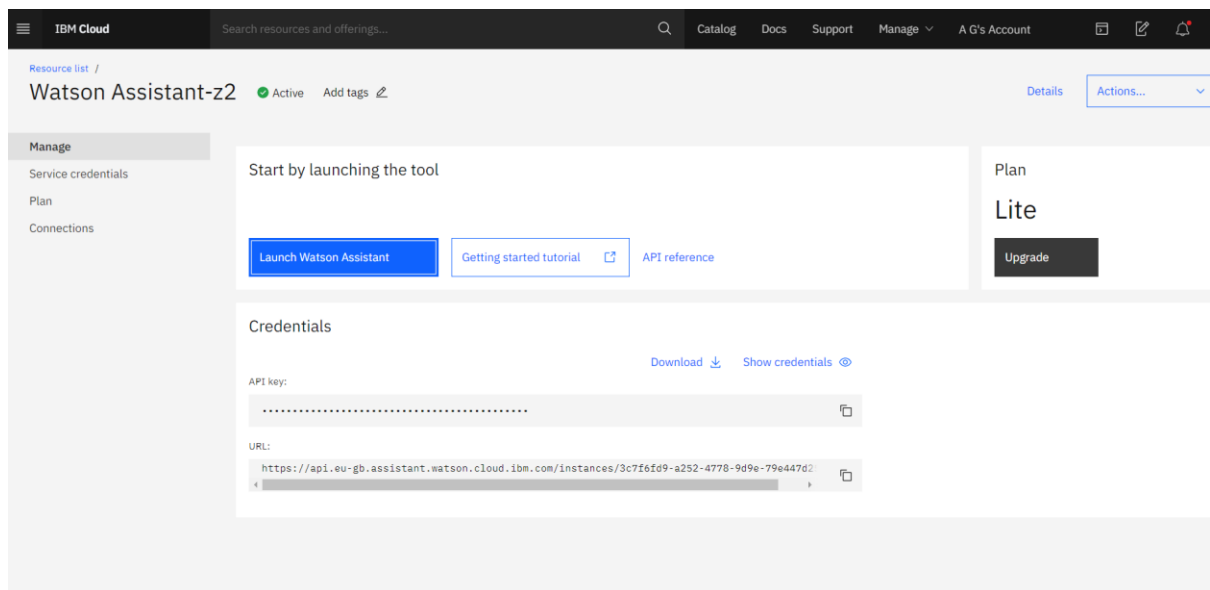 IBM Cloud Search resources and offerings... Catalog Docs Support Manage A G's Account
Resource list /
Watson Assistant-z2 Active Add tags Details Actions...
Manage
Service credentials
Plan
Connections
Start by launching the tool
Launch Watson Assistant Getting started tutorial API reference
Plan
Lite
Upgrade
Credentials
Download Show credentials
API key:
URL:
https://api.eu-gb.assistant.watson.cloud.ibm.com/instances/3c7f6fd9-a252-4778-9d9e-79e447d2